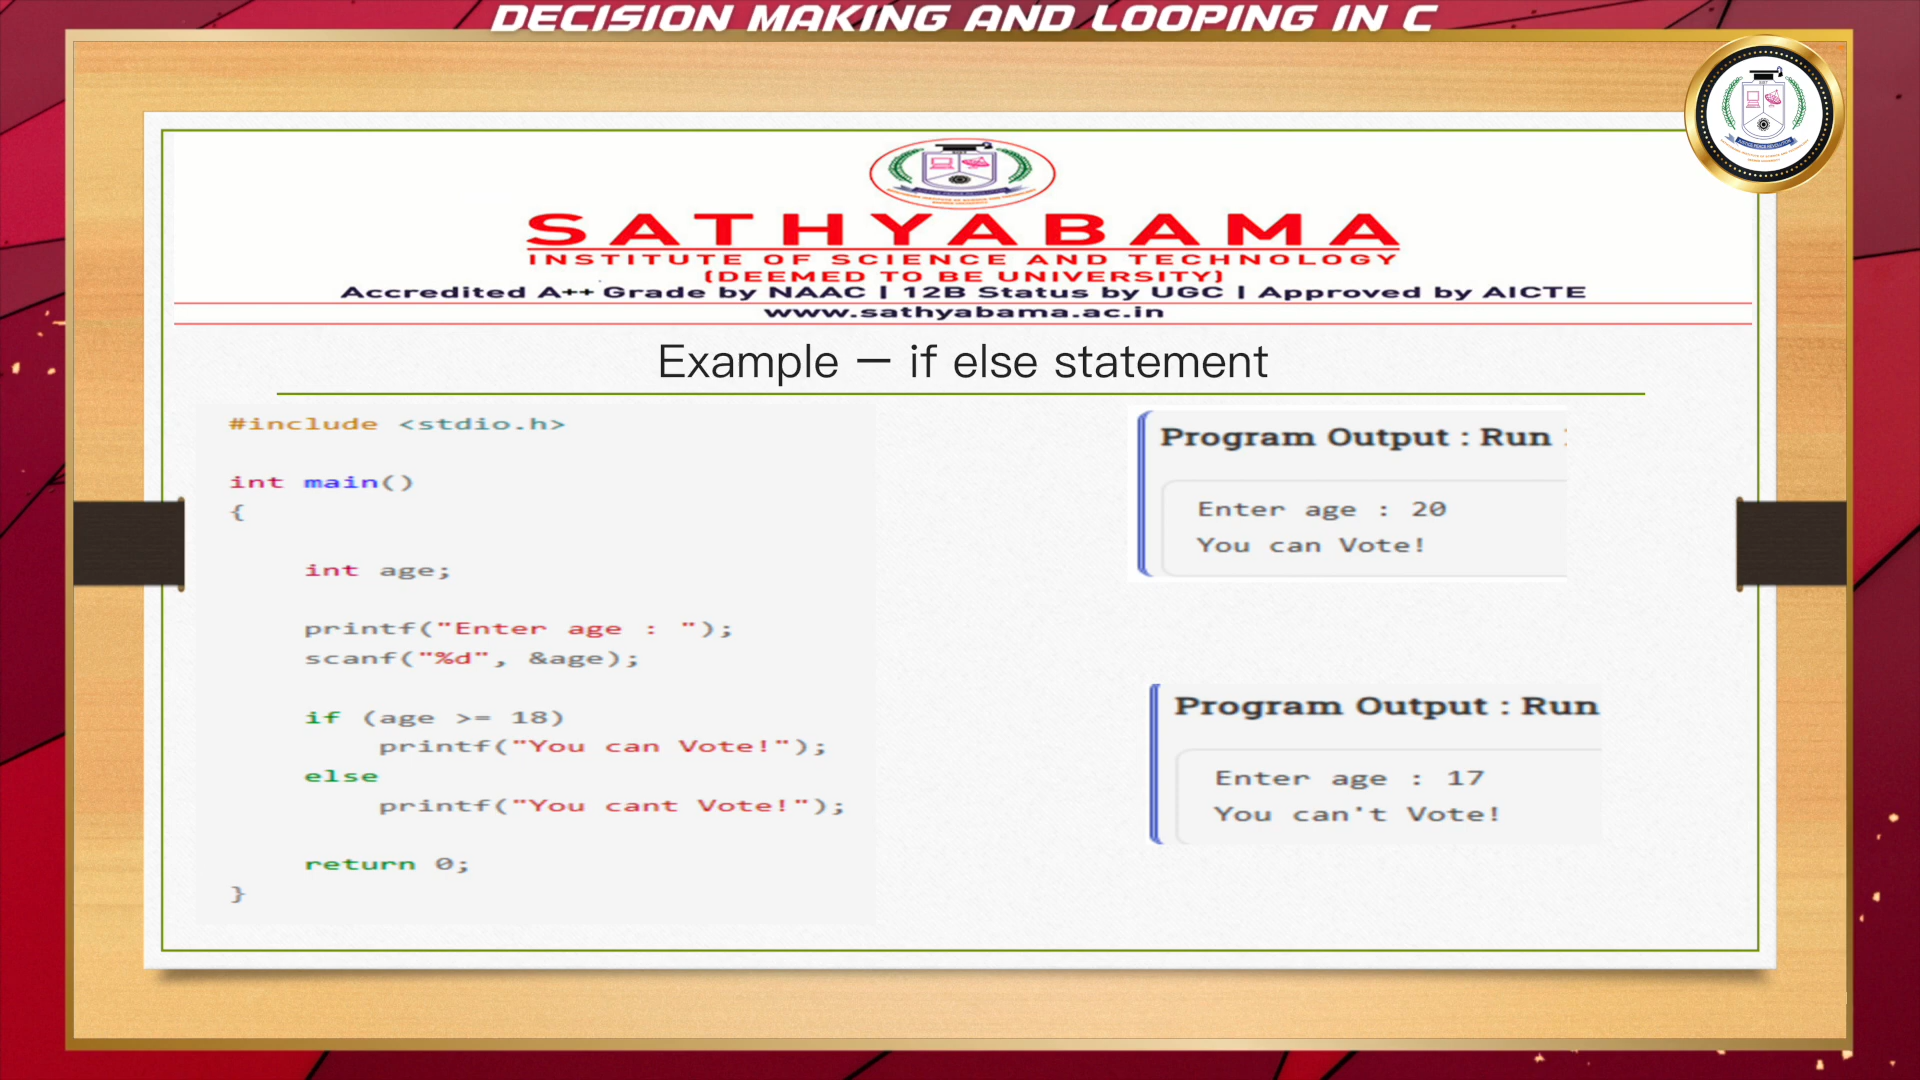 DECISION MAKING AND LOOPING IN C
SATHYABAMA
INSTITUTE OF SCIENCE AND TECHNOLOGY
(DEEMED TO BE UNIVERSITY)
Accredited A++ Grade by NAAC | 12B Status by UGC | Approved by AICTE
www.sathyabama.ac.in
Example – if else statement
#include <stdio.h>
int main()
{
int age;
printf("Enter age : ");
scanf("%d", &age);
if (age >= 18)
printf("You can Vote!");
else
printf("You cant Vote!");
return 0;
}
Program Output : Run
Enter age : 20
You can Vote!
Program Output : Run
Enter age : 17
You can't Vote!